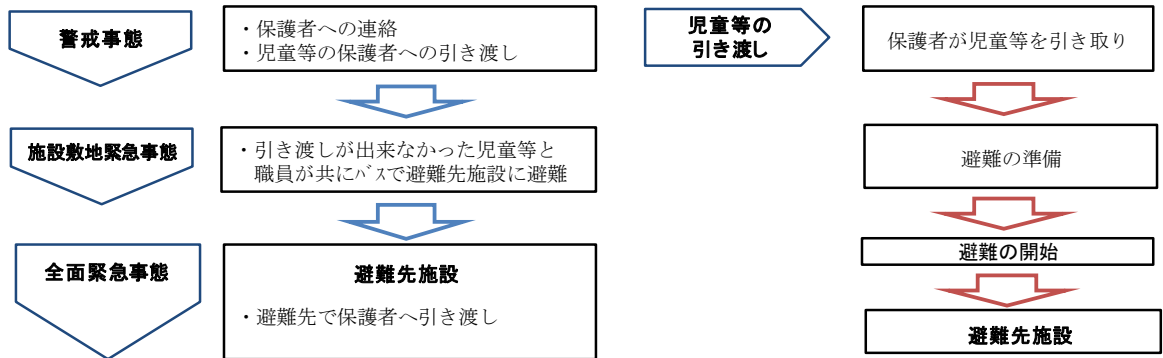 警戒事態
・保護者への連絡
・児童等の保護者への引き渡し
施設敷地緊急事態
・引き渡しが出来なかった児童等と
職員が共にﾊﾞｽで避難先施設に避難
全面緊急事態
避難先施設
・避難先で保護者へ引き渡し
児童等の
引き渡し
保護者が児童等を引き取り
避難の準備
避難の開始
避難先施設